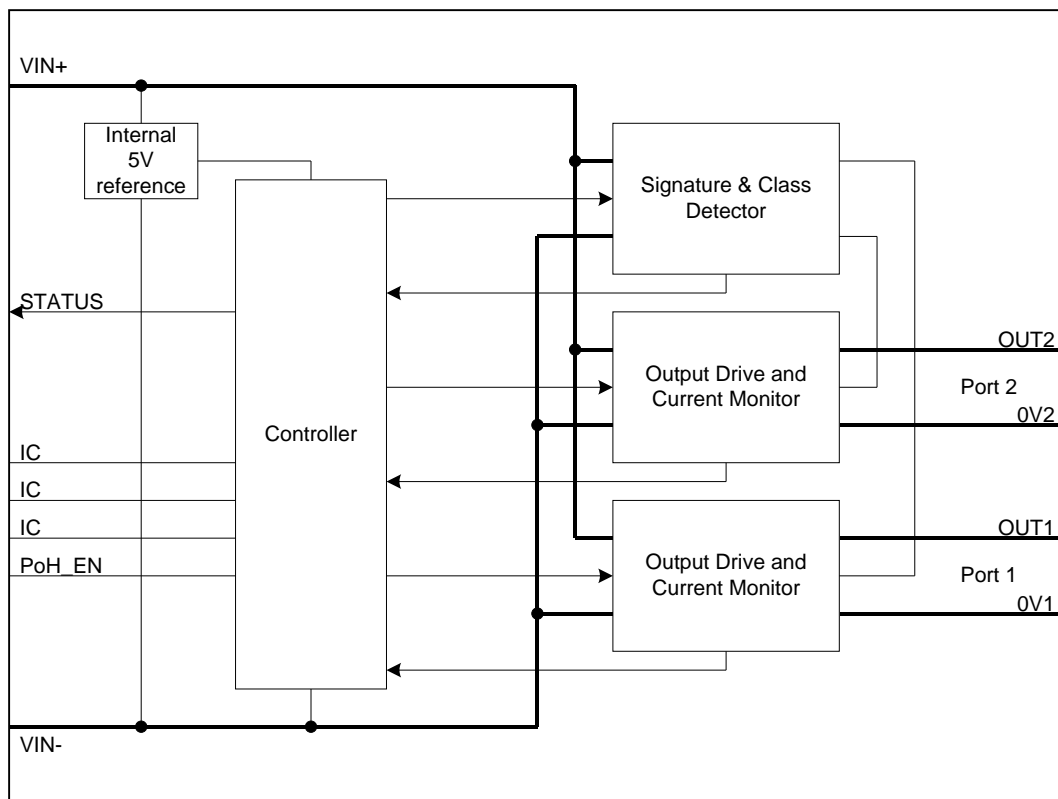 VIN+
Internal
5V
reference
Signature & Class
Detector
STATUS
OUT2
Output Drive and
Current Monitor
Port 2
Controller
0V2
IC
IC
IC
OUT1
PoH_EN
Output Drive and
Current Monitor
Port 1
0V1
VIN-